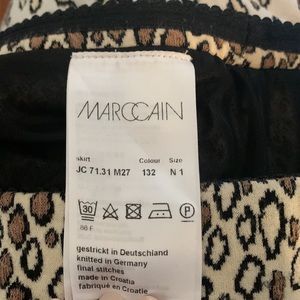 MARCCAIN
skirt Colour Size
JC 71.31 M27 132 N 1
30 P
86 F
gestrickt in Deutschland
knitted in Germany
final stitches
made in Croatia
fabriqué en Croatie